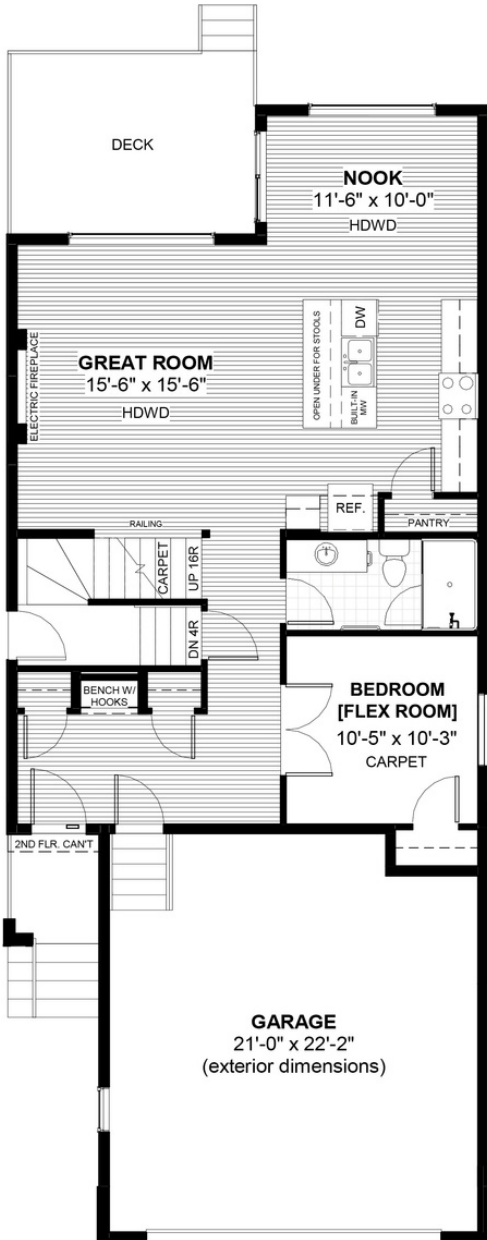 DECK
NOOK
11'-6" x 10'-0"
HDWD
OPEN UNDER FOR STOOLS
DW
BUILT-IN
MW
ELECTRIC FIREPLACE
GREAT ROOM
15'-6" x 15'-6"
HDWD
REF.
PANTRY
RAILING
CARPET
UP 16R
DN 4R
BENCH W/
HOOKS
BEDROOM
[FLEX ROOM]
10'-5" x 10'-3"
CARPET
2ND FLR. CAN'T
GARAGE
21'-0" x 22'-2"
(exterior dimensions)